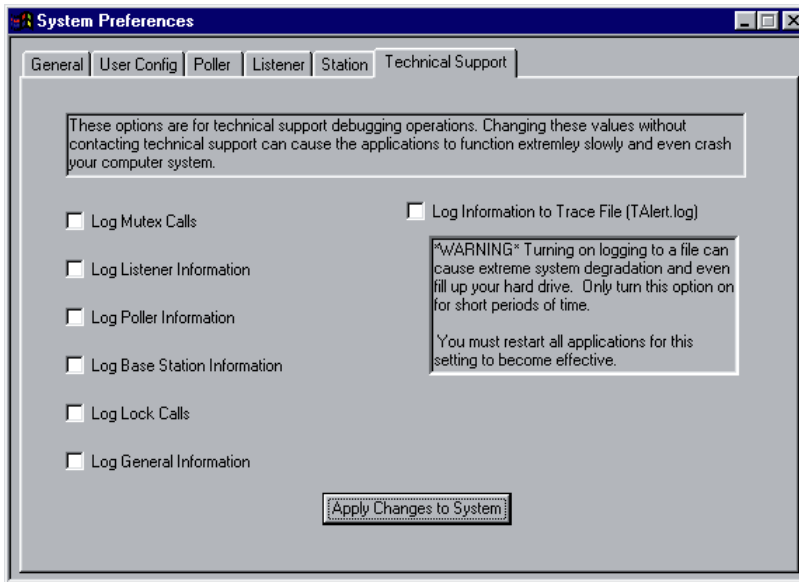 System Preferences
General User Config Poller Listener Station Technical Support
These options are for technical support debugging operations. Changing these values without
contacting technical support can cause the applications to function extremley slowly and even crash
your computer system.
Log Mutex Calls
Log Listener Information
Log Poller Information
Log Base Station Information
Log Lock Calls
Log General Information
Log Information to Trace File (TAlert.log)
*WARNING* Turning on logging to a file can
cause extreme system degradation and even
fill up your hard drive. Only turn this option on
for short periods of time.
You must restart all applications for this
setting to become effective.
Apply Changes to System